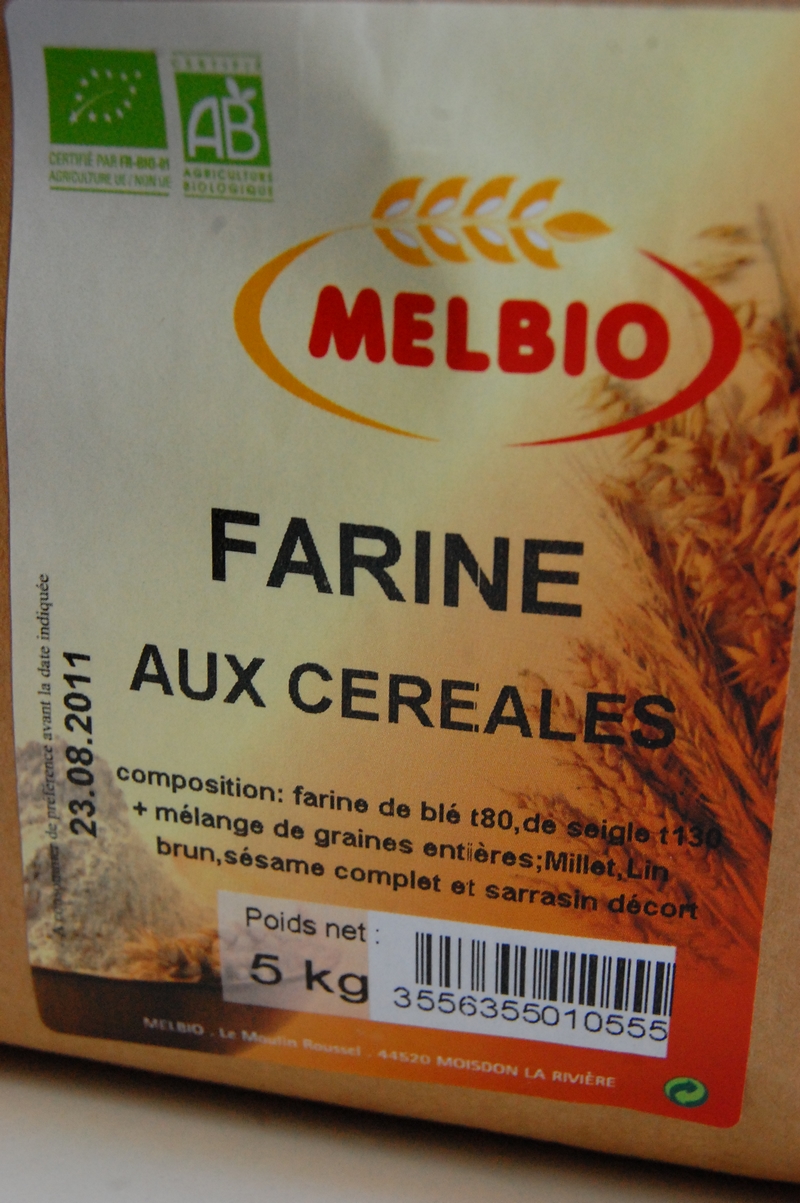 CERTIFIÉ PAR FR-BIO-01
AGRICULTURE UE / NON UE
CERTIFIÉ
AB
AGRICULTURE
BIOLOGIQUE
MELBIO
FARINE
AUX CEREALES
A consommer de préférence avant la date indiquée
23.08.2011
composition: farine de blé t80,de seigle t130
+ mélange de graines entières;Millet,Lin
brun,sésame complet et sarrasin décort
Poids net :
5 kg
3556355010555
MELBIO . Le Moulin Roussel . 44520 MOISDON LA RIVIÈRE